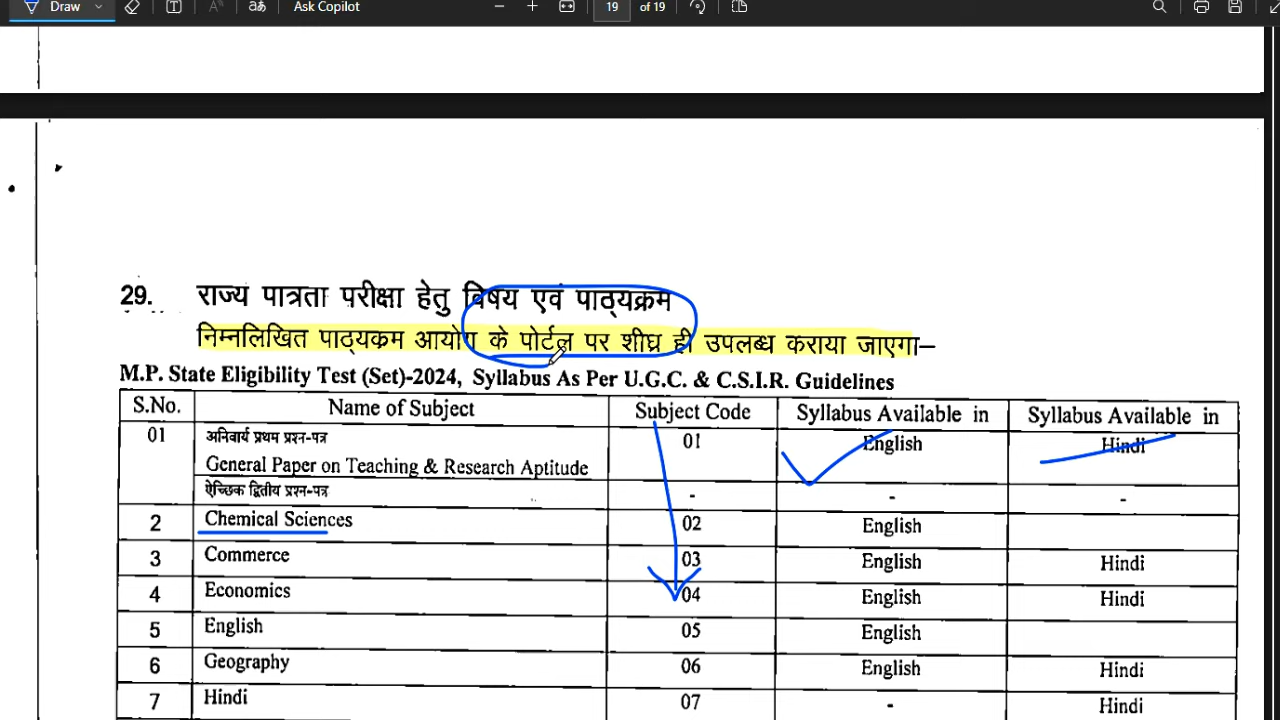 Draw
Ask Copilot
19 of 19
29. राज्य पात्रता परीक्षा हेतु विषय एवं पाठ्यक्रम
निम्नलिखित पाठ्यकम आयोग के पोर्टल पर शीघ्र ही उपलब्ध कराया जाएगा–
M.P. State Eligibility Test (Set)-2024, Syllabus As Per U.G.C. & C.S.I.R. Guidelines
S.No. Name of Subject Subject Code Syllabus Available in Syllabus Available in
01 अनिवार्य प्रथम प्रश्न-पत्र 01 English Hindi
General Paper on Teaching & Research Aptitude
ऐच्छिक द्वितीय प्रश्न-पत्र - - -
2 Chemical Sciences 02 English
3 Commerce 03 English Hindi
4 Economics 04 English Hindi
5 English 05 English
6 Geography 06 English Hindi
7 Hindi 07 - Hindi